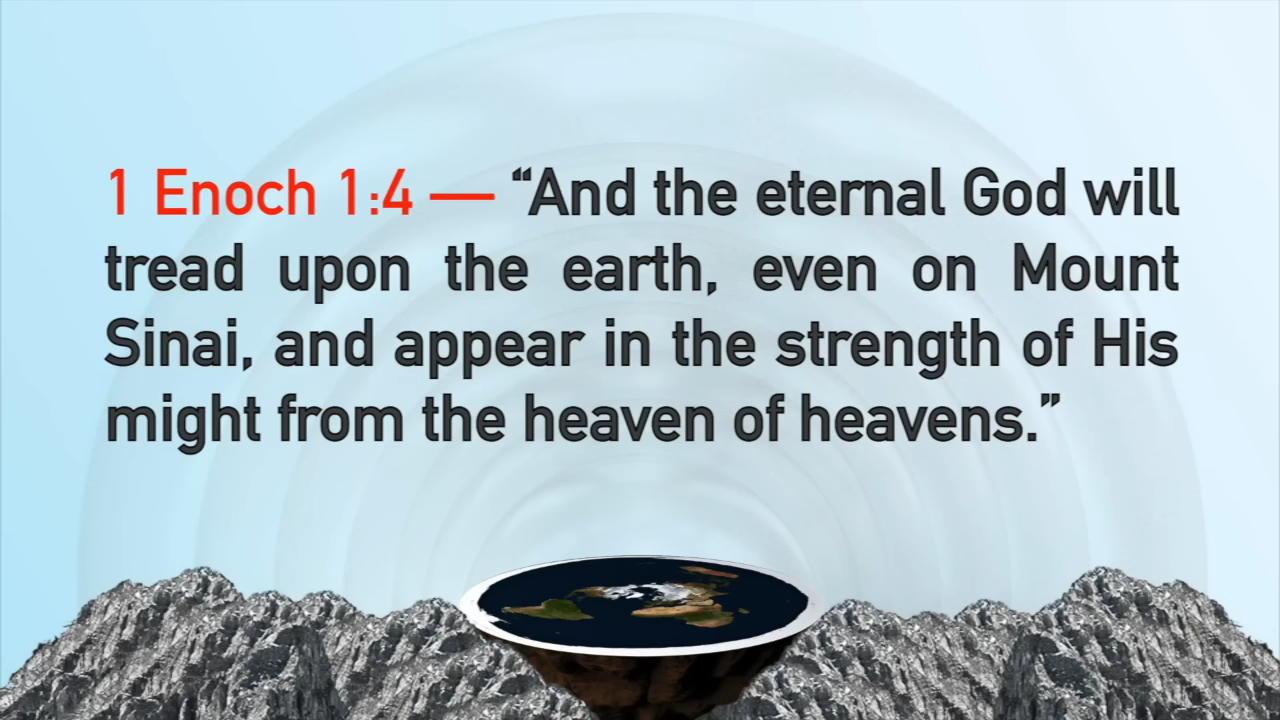 1 Enoch 1:4 — “And the eternal God will
tread upon the earth, even on Mount
Sinai, and appear in the strength of His
might from the heaven of heavens.”